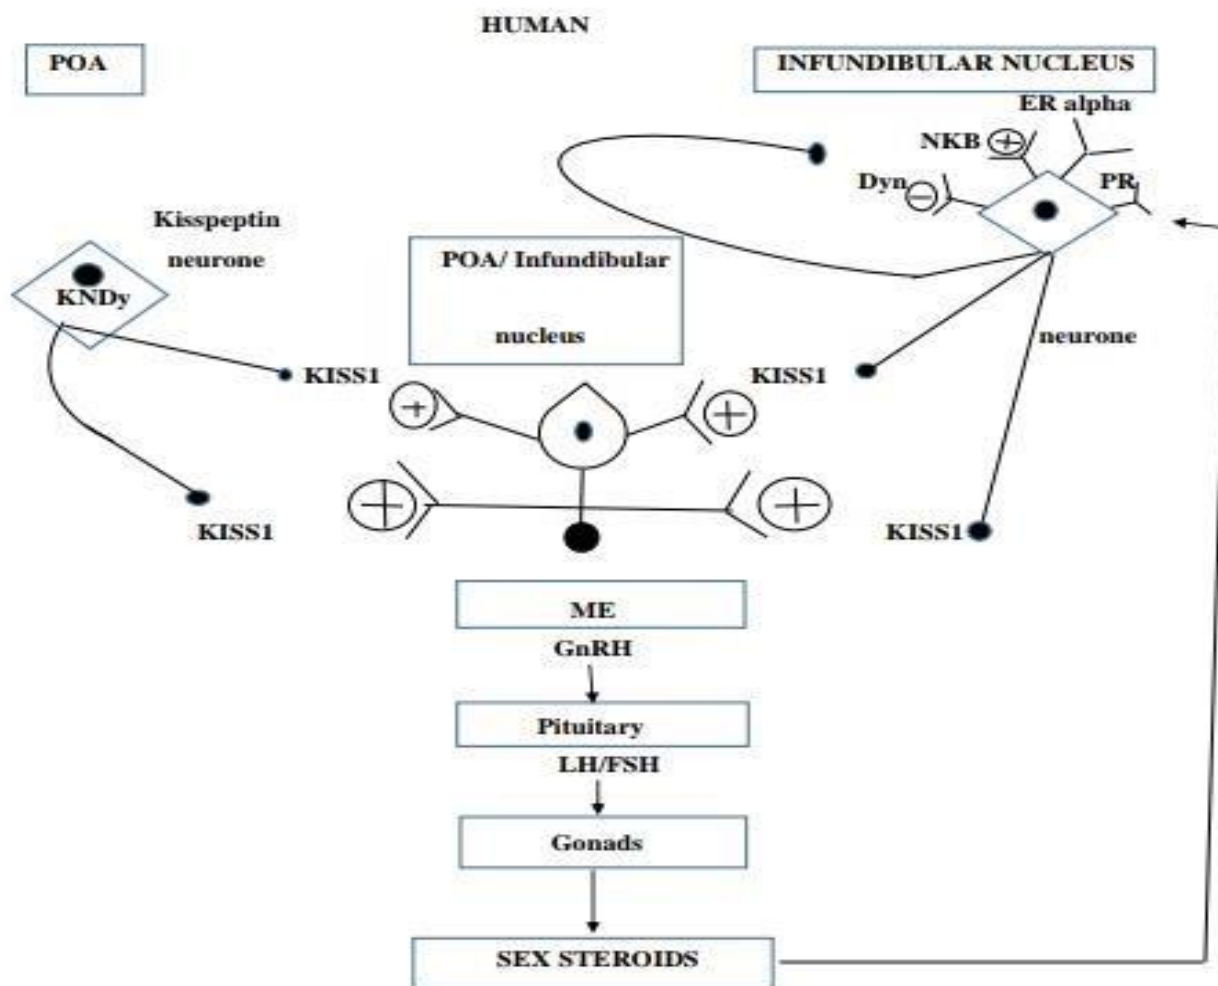 HUMAN
POA
INFUNDIBULAR NUCLEUS
ER alpha
NKB
Dyn
PR
Kisspeptin
neurone
KNDy
POA/ Infundibular
nucleus
neurone
KISS1
KISS1
KISS1
KISS1
ME
GnRH
Pituitary
LH/FSH
Gonads
SEX STEROIDS